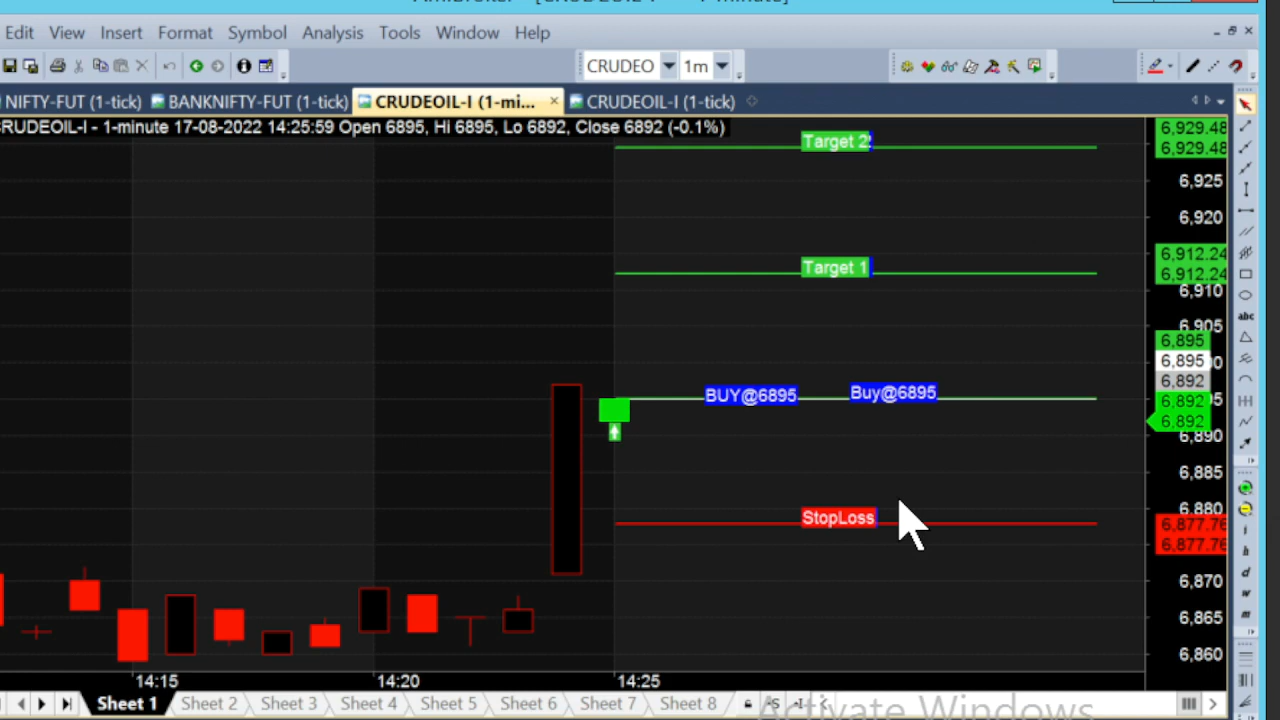 Edit View Insert Format Symbol Analysis Tools Window Help
CRUDEO 1m
NIFTY-FUT (1-tick) BANKNIFTY-FUT (1-tick) CRUDEOIL-I (1-mi... CRUDEOIL-I (1-tick)
CRUDEOIL-I - 1-minute 17-08-2022 14:25:59 Open 6895, Hi 6895, Lo 6892, Close 6892 (-0.1%)
Target 2
6,929.48
6,929.48
6,925
6,920
6,912.24
Target 1
6,912.24
6,910
6,905
6,895
6,895
6,892
BUY@6895 Buy@6895
6,892
6,892
6,890
6,885
6,880
StopLoss
6,877.76
6,877.76
6,870
6,865
6,860
14:15 14:20 14:25
Sheet 1 Sheet 2 Sheet 3 Sheet 4 Sheet 5 Sheet 6 Sheet 7 Sheet 8
Activate Windows
abc